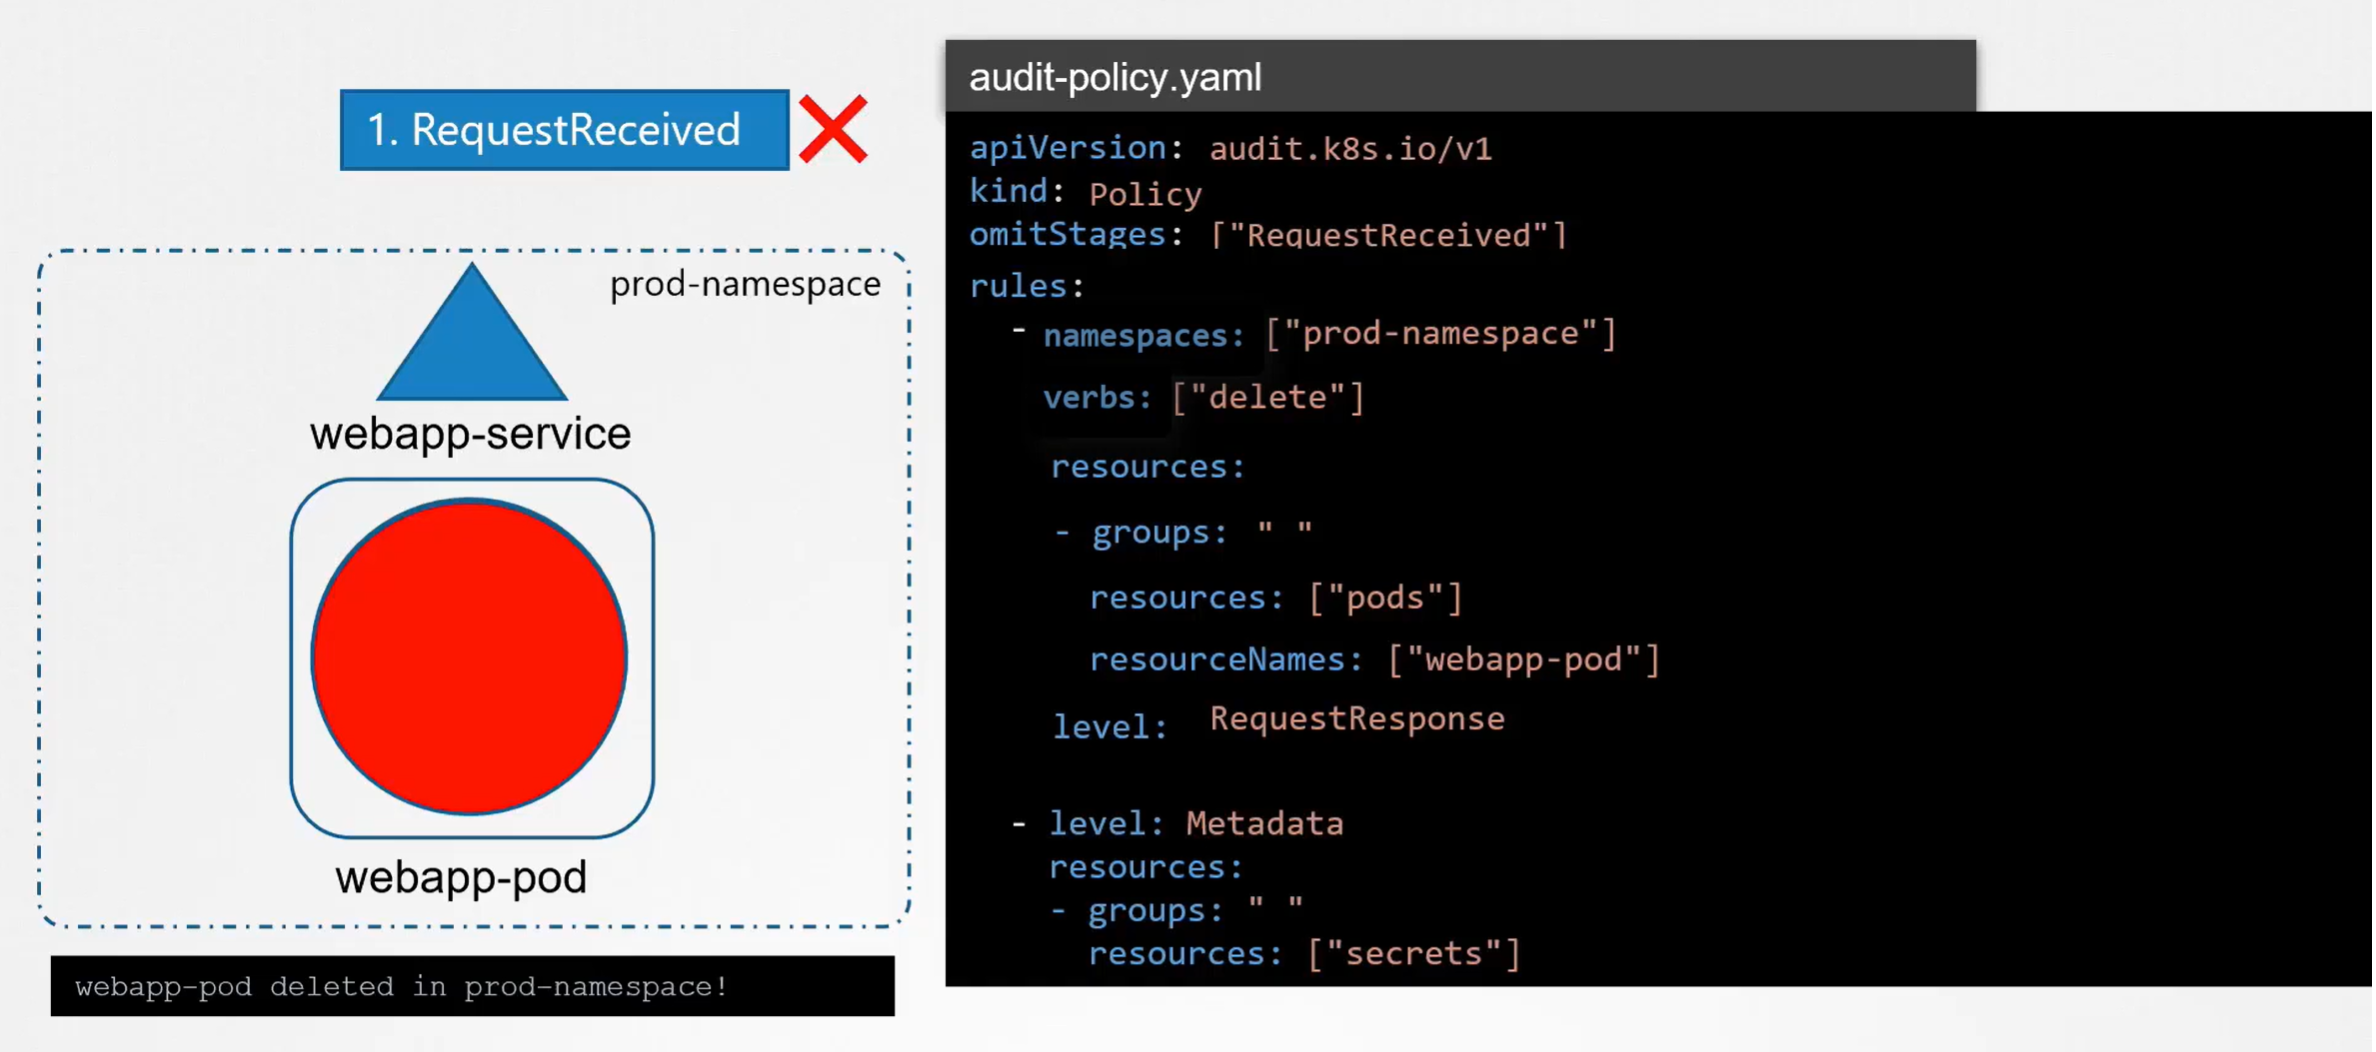 1. RequestReceived
prod-namespace
webapp-service
webapp-pod
webapp-pod deleted in prod-namespace!
audit-policy.yaml
apiVersion: audit.k8s.io/v1
kind: Policy
omitStages: ["RequestReceived"]
rules:
- namespaces: ["prod-namespace"]
verbs: ["delete"]
resources:
- groups: " "
resources: ["pods"]
resourceNames: ["webapp-pod"]
level: RequestResponse
- level: Metadata
resources:
- groups: " "
resources: ["secrets"]